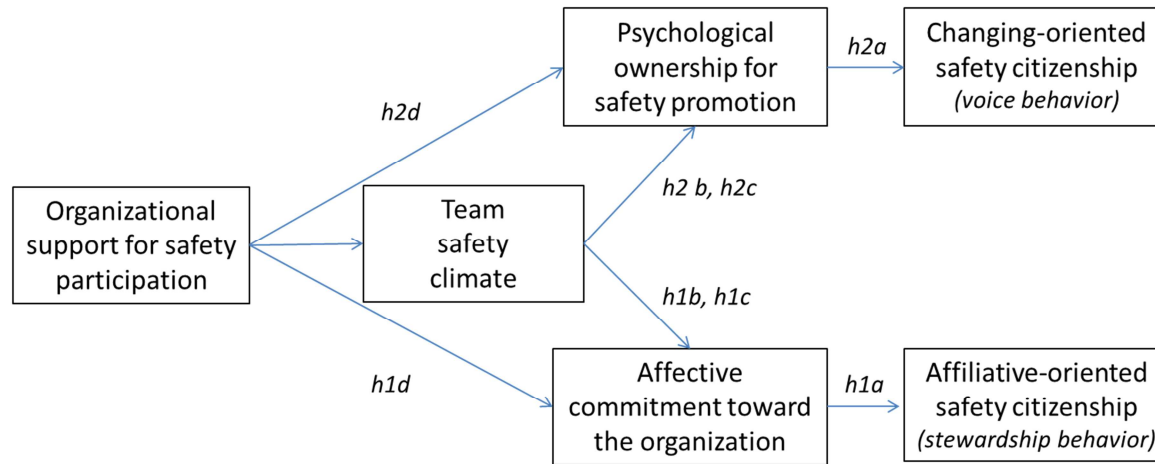 Psychological
ownership for
safety promotion
h2a
Changing-oriented
safety citizenship
(voice behavior)
h2d
h2 b, h2c
Organizational
support for safety
participation
Team
safety
climate
h1b, h1c
h1d
Affective
commitment toward
the organization
h1a
Affiliative-oriented
safety citizenship
(stewardship behavior)